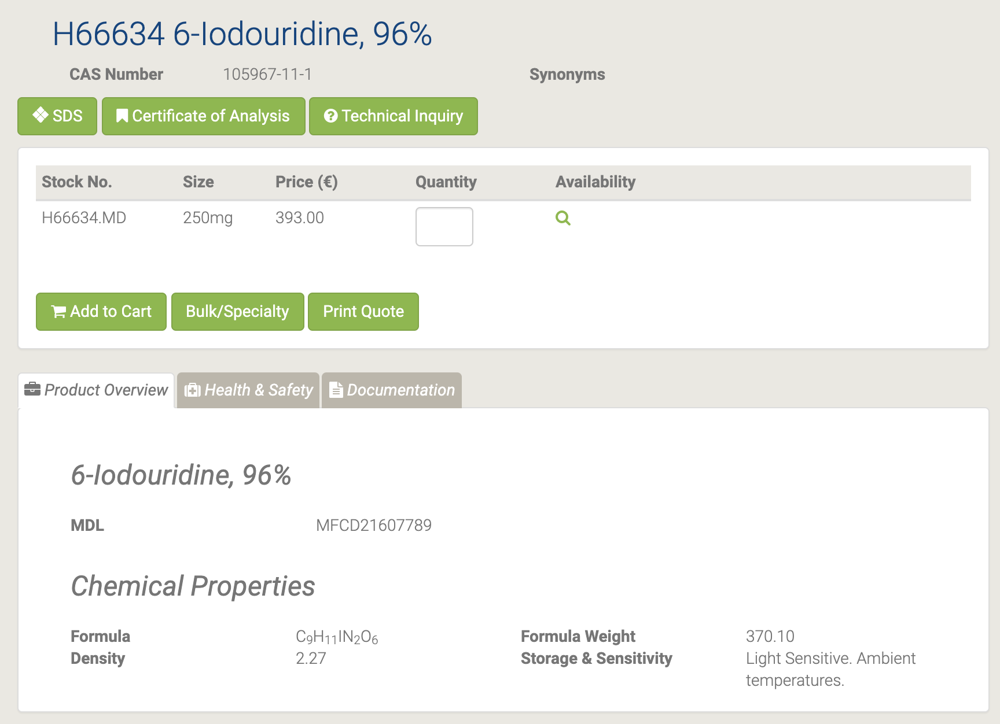 H66634 6-Iodouridine, 96%
CAS Number 105967-11-1 Synonyms
SDS Certificate of Analysis Technical Inquiry
Stock No. Size Price (€) Quantity Availability
H66634.MD 250mg 393.00
Add to Cart Bulk/Specialty Print Quote
Product Overview Health & Safety Documentation
6-Iodouridine, 96%
MDL MFCD21607789
Chemical Properties
Formula C₉H₁₁IN₂O₆ Formula Weight 370.10
Density 2.27 Storage & Sensitivity Light Sensitive. Ambient
temperatures.